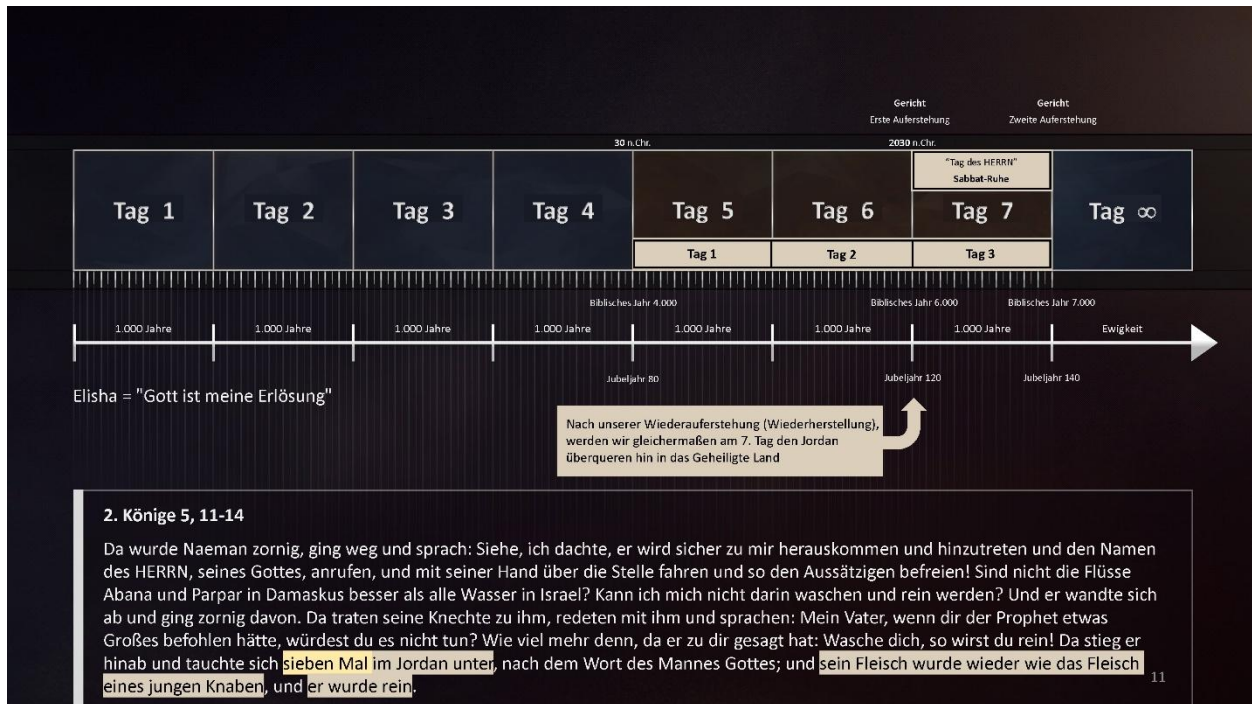 Gericht Gericht
Erste Auferstehung Zweite Auferstehung
30 n.Chr. 2030 n.Chr.
"Tag des HERRN"
Sabbat-Ruhe
Tag 1 Tag 2 Tag 3 Tag 4 Tag 5 Tag 6 Tag 7 Tag ∞
Tag 1 Tag 2 Tag 3
Biblisches Jahr 4.000 Biblisches Jahr 6.000 Biblisches Jahr 7.000
1.000 Jahre 1.000 Jahre 1.000 Jahre 1.000 Jahre 1.000 Jahre 1.000 Jahre 1.000 Jahre Ewigkeit
Jubeljahr 80 Jubeljahr 120 Jubeljahr 140
Elisha = "Gott ist meine Erlösung"
Nach unserer Wiederauferstehung (Wiederherstellung),
werden wir gleichermaßen am 7. Tag den Jordan
überqueren hin in das Geheiligte Land
2. Könige 5, 11-14
Da wurde Naeman zornig, ging weg und sprach: Siehe, ich dachte, er wird sicher zu mir herauskommen und hinzutreten und den Namen
des HERRN, seines Gottes, anrufen, und mit seiner Hand über die Stelle fahren und so den Aussätzigen befreien! Sind nicht die Flüsse
Abana und Parpar in Damaskus besser als alle Wasser in Israel? Kann ich mich nicht darin waschen und rein werden? Und er wandte sich
ab und ging zornig davon. Da traten seine Knechte zu ihm, redeten mit ihm und sprachen: Mein Vater, wenn dir der Prophet etwas
Großes befohlen hätte, würdest du es nicht tun? Wie viel mehr denn, da er zu dir gesagt hat: Wasche dich, so wirst du rein! Da stieg er
hinab und tauchte sich sieben Mal im Jordan unter, nach dem Wort des Mannes Gottes; und sein Fleisch wurde wieder wie das Fleisch
eines jungen Knaben, und er wurde rein.
11